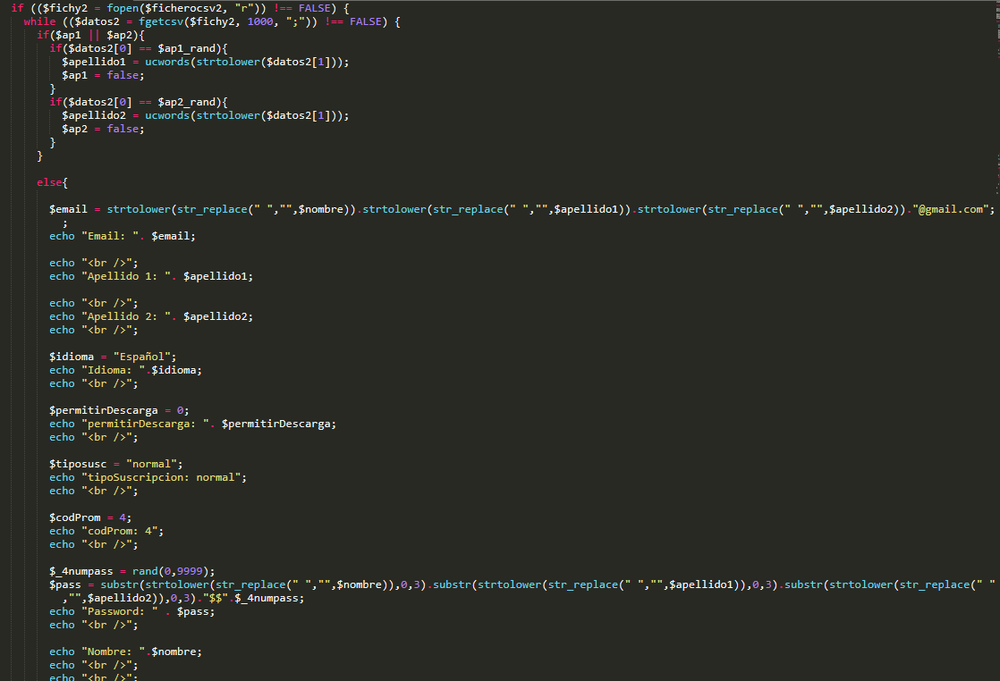 if (($fichy2 = fopen($ficherocsv2, "r")) !== FALSE) {
while (($datos2 = fgetcsv($fichy2, 1000, ";")) !== FALSE) {
if($ap1 || $ap2){
if($datos2[0] == $ap1_rand){
$apellido1 = ucwords(strtolower($datos2[1]));
$ap1 = false;
}
if($datos2[0] == $ap2_rand){
$apellido2 = ucwords(strtolower($datos2[1]));
$ap2 = false;
}
}
else{
$email = strtolower(str_replace(" ","",$nombre)).strtolower(str_replace(" ","",$apellido1)).strtolower(str_replace(" ","",$apellido2))."@gmail.com";
;
echo "Email: ". $email;
echo "<br />";
echo "Apellido 1: ". $apellido1;
echo "<br />";
echo "Apellido 2: ". $apellido2;
echo "<br />";
$idioma = "Español";
echo "Idioma: ".$idioma;
echo "<br />";
$permitirDescarga = 0;
echo "permitirDescarga: ". $permitirDescarga;
echo "<br />";
$tiposusc = "normal";
echo "tipoSuscripcion: normal";
echo "<br />";
$codProm = 4;
echo "codProm: 4";
echo "<br />";
$_4numpass = rand(0,9999);
$pass = substr(strtolower(str_replace(" ","",$nombre)),0,3).substr(strtolower(str_replace(" ","",$apellido1)),0,3).substr(strtolower(str_replace(" "
,"",$apellido2)),0,3)."$$".$_4numpass;
echo "Password: " . $pass;
echo "<br />";
echo "Nombre: ".$nombre;
echo "<br />";
echo "<br />";